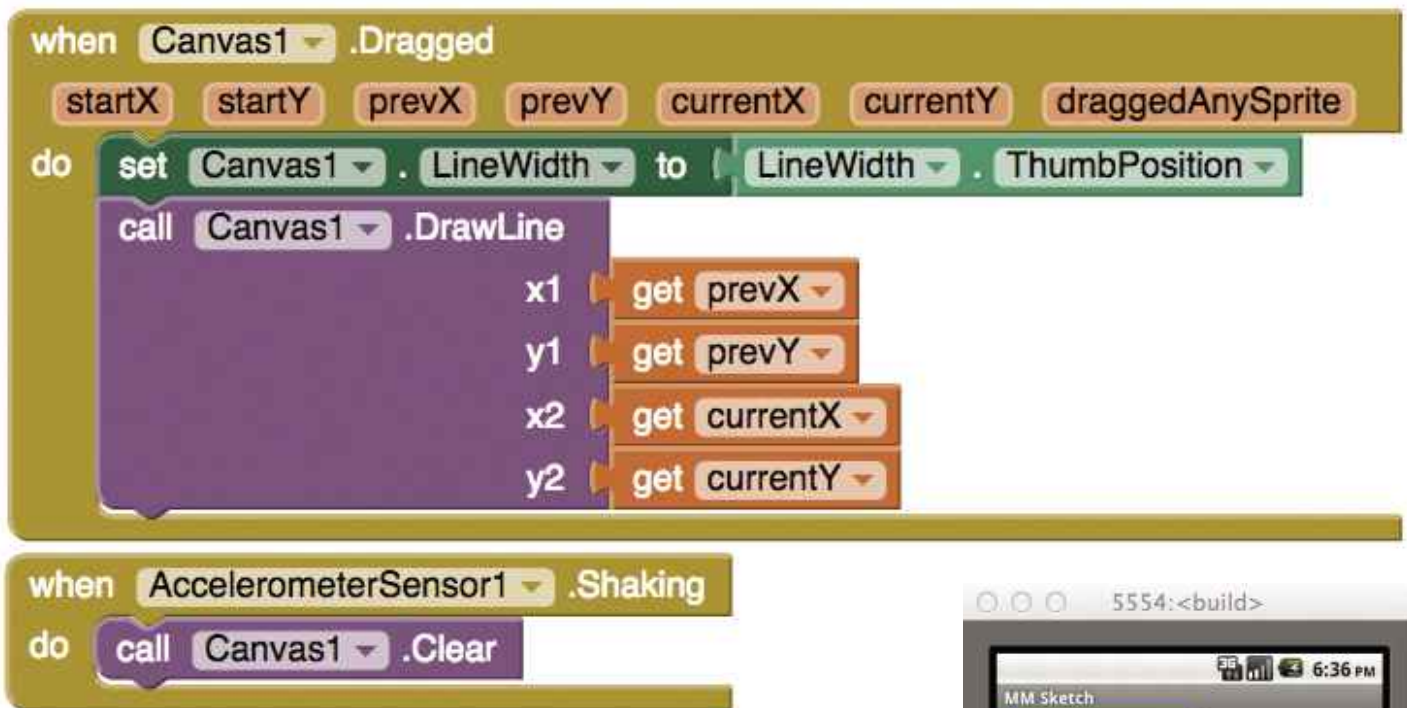 when Canvas1 .Dragged
startX startY prevX prevY currentX currentY draggedAnySprite
do set Canvas1 . LineWidth to LineWidth . ThumbPosition
call Canvas1 .DrawLine
x1 get prevX
y1 get prevY
x2 get currentX
y2 get currentY
when AccelerometerSensor1 .Shaking
do call Canvas1 .Clear
5554:<build>
3G 6:36 PM
MM Sketch